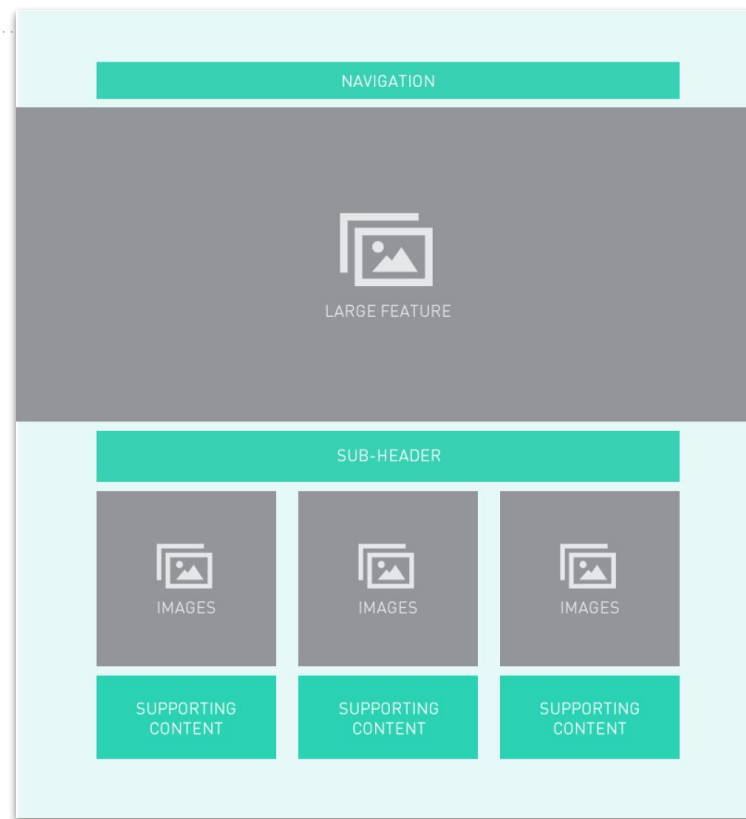 NAVIGATION
LARGE FEATURE
SUB-HEADER
IMAGES
IMAGES
IMAGES
SUPPORTING
CONTENT
SUPPORTING
CONTENT
SUPPORTING
CONTENT